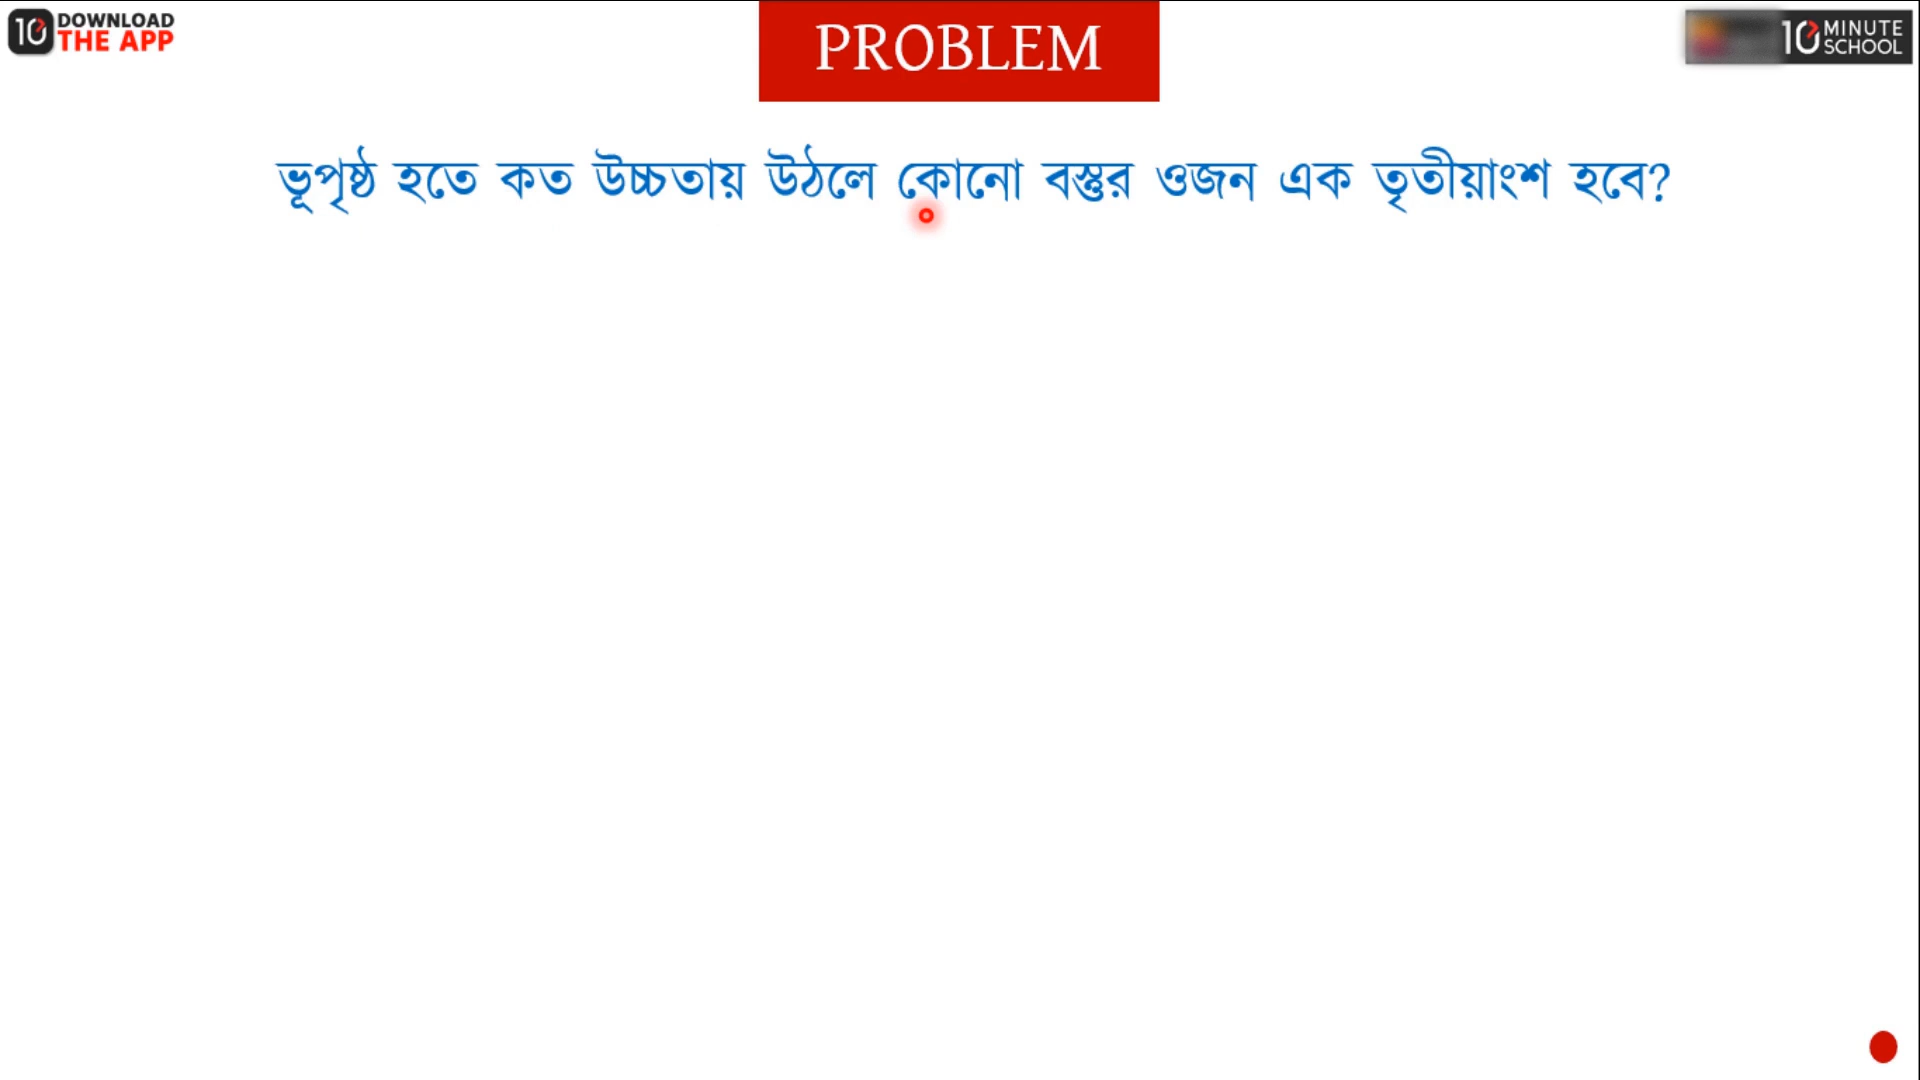 10 DOWNLOAD
THE APP
PROBLEM
10 MINUTE
SCHOOL
ভূপৃষ্ঠ হতে কত উচ্চতায় উঠলে কোনো বস্তুর ওজন এক তৃতীয়াংশ হবে?